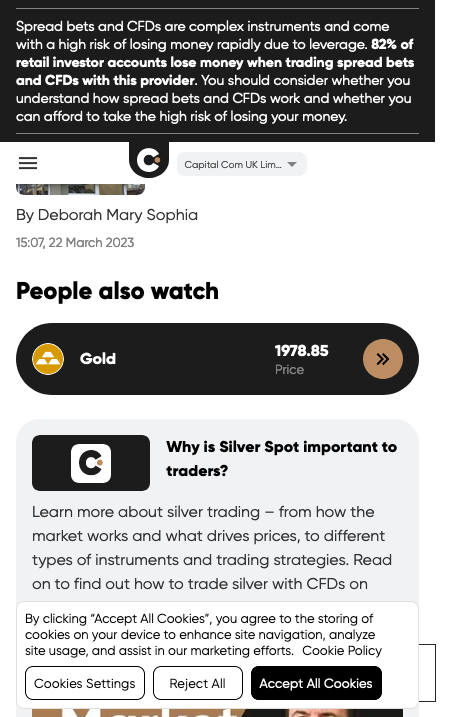 Spread bets and CFDs are complex instruments and come
with a high risk of losing money rapidly due to leverage. 82% of
retail investor accounts lose money when trading spread bets
and CFDs with this provider. You should consider whether you
understand how spread bets and CFDs work and whether you
can afford to take the high risk of losing your money.
Capital Com UK Lim...
By Deborah Mary Sophia
15:07, 22 March 2023
People also watch
Gold
1978.85
Price
Why is Silver Spot important to
traders?
Learn more about silver trading – from how the
market works and what drives prices, to different
types of instruments and trading strategies. Read
on to find out how to trade silver with CFDs on
By clicking “Accept All Cookies”, you agree to the storing of
cookies on your device to enhance site navigation, analyze
site usage, and assist in our marketing efforts. Cookie Policy
Cookies Settings
Reject All
Accept All Cookies
Market